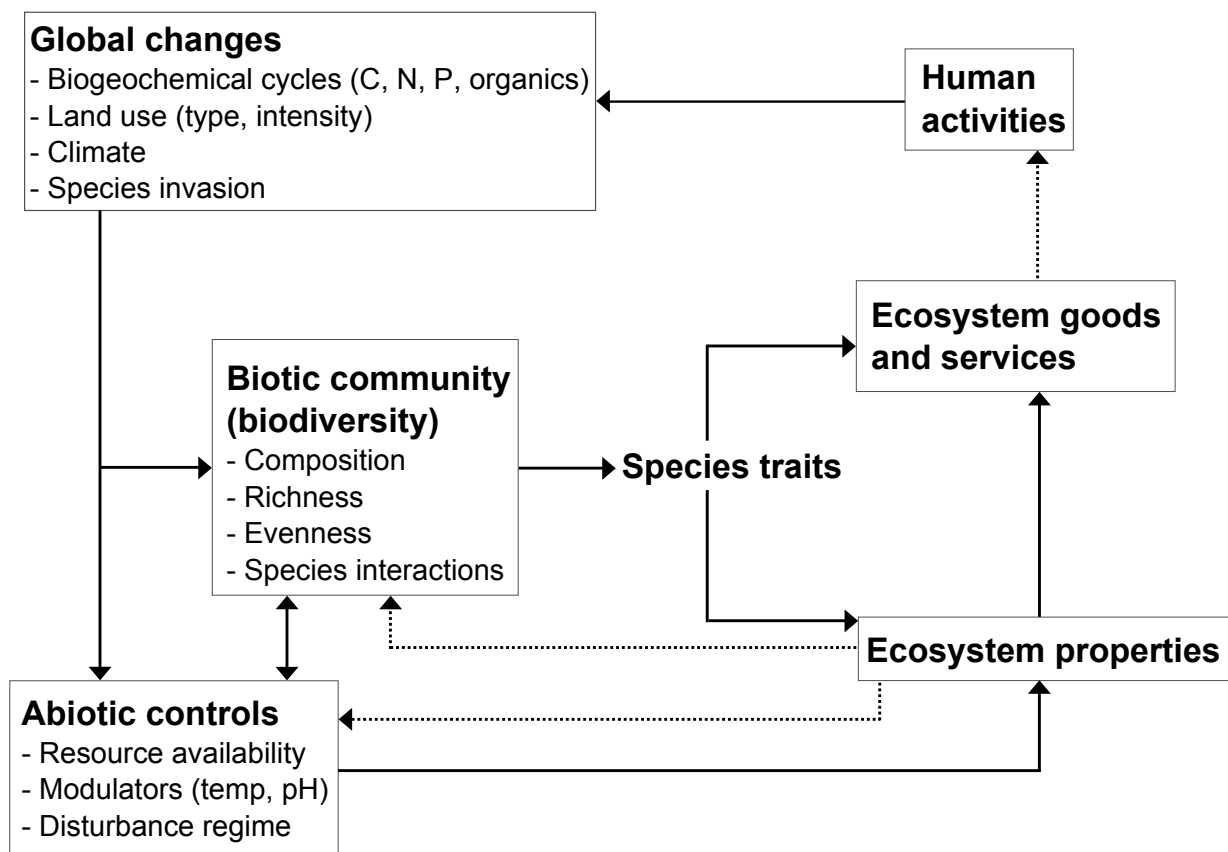 Global changes
- Biogeochemical cycles (C, N, P, organics)
- Land use (type, intensity)
- Climate
- Species invasion
Human
activities
Ecosystem goods
and services
Biotic community
(biodiversity)
- Composition
- Richness
- Evenness
- Species interactions
Species traits
Ecosystem properties
Abiotic controls
- Resource availability
- Modulators (temp, pH)
- Disturbance regime